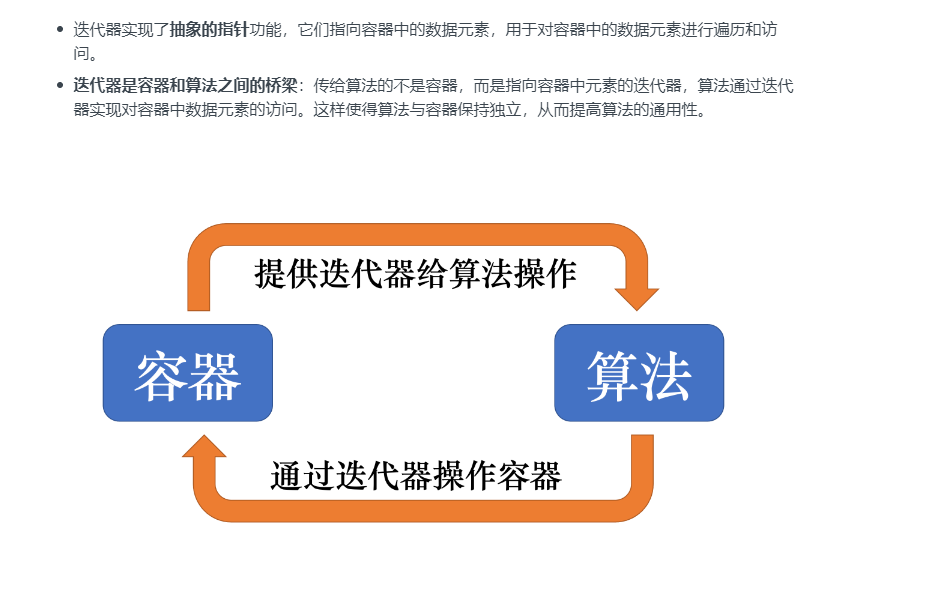 迭代器实现了抽象的指针功能，它们指向容器中的数据元素，用于对容器中的数据元素进行遍历和访
问。
迭代器是容器和算法之间的桥梁：传给算法的不是容器，而是指向容器中元素的迭代器，算法通过迭代
器实现对容器中数据元素的访问。这样使得算法与容器保持独立，从而提高算法的通用性。
提供迭代器给算法操作
容器
算法
通过迭代器操作容器